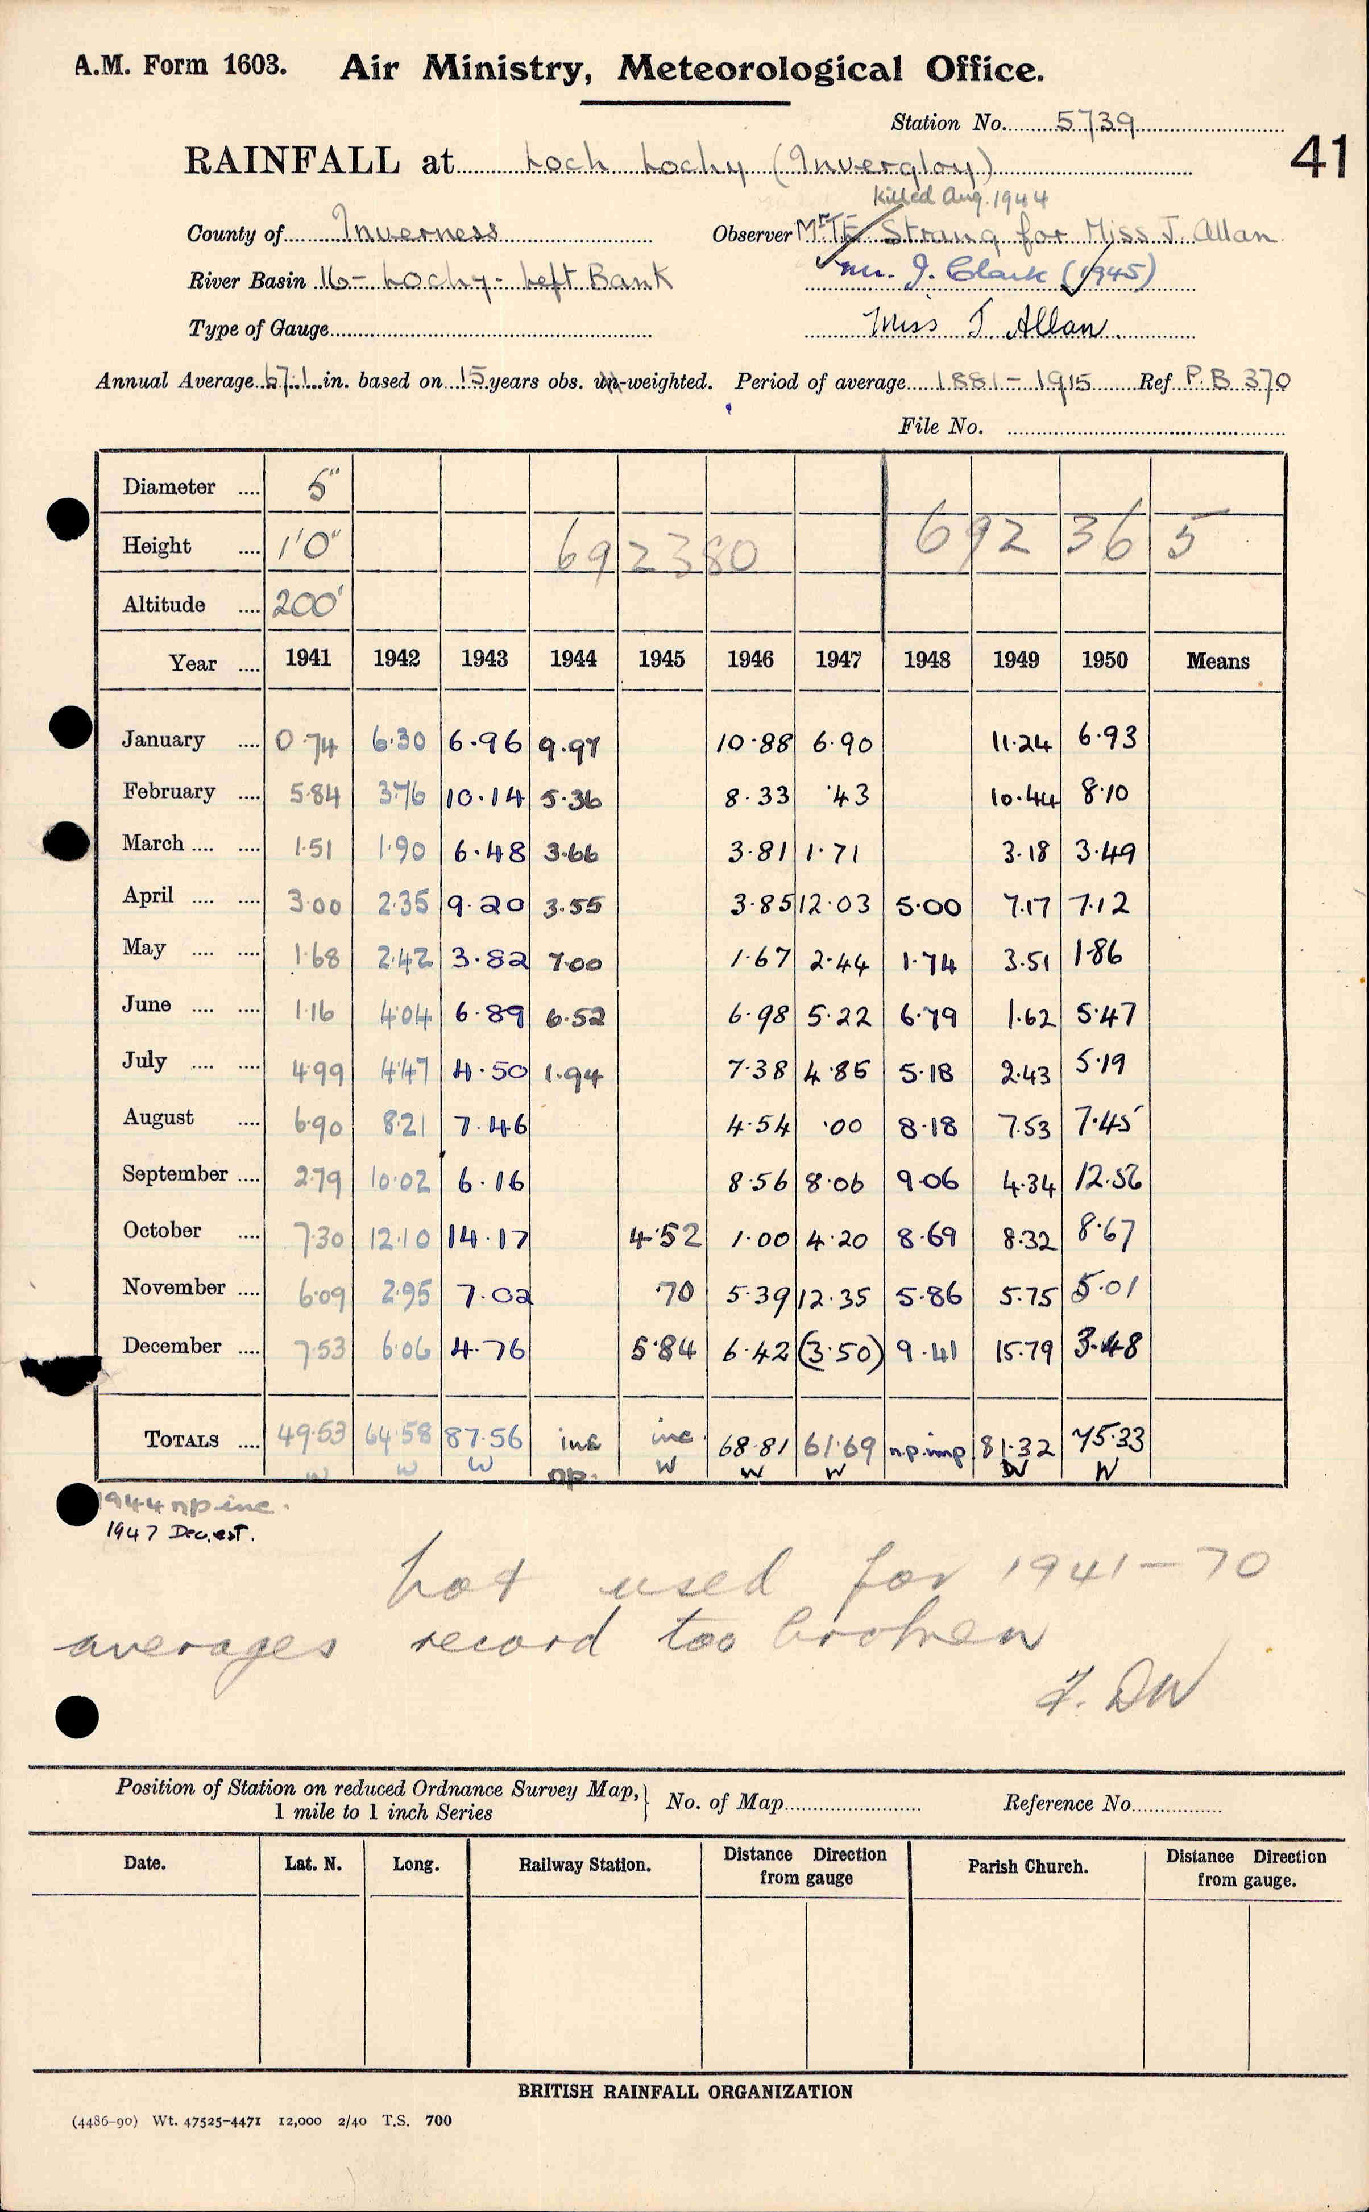 A.M. Form 1603. Air Ministry, Meteorological Office.
Station No. 5739
41
RAINFALL at Loch Lochy (Invergloy)
Killed Aug. 1944
County of Inverness Observer Mr T.E. Strang for Miss J. Allan
River Basin 16 - Lochy - Left Bank Mr. J. Clark (1945)
Type of Gauge Miss J. Allan
Annual Average 67.1 in. based on 15 years obs. un-weighted. Period of average 1881-1915 Ref P.B 370
File No.
Diameter .... 5"
Height .... 1'0" 692380 692365
Altitude .... 200'
Year .... 1941 1942 1943 1944 1945 1946 1947 1948 1949 1950 Means
January .... 0.74 6.30 6.96 9.97 10.88 6.90 11.24 6.93
February .... 5.84 3.76 10.14 5.36 8.33 .43 10.44 8.10
March .... .... 1.51 1.90 6.48 3.66 3.81 1.71 3.18 3.49
April .... .... 3.00 2.35 9.20 3.55 3.85 12.03 5.00 7.17 7.12
May .... .... 1.68 2.42 3.82 7.00 1.67 2.44 1.74 3.51 1.86
June .... .... 1.16 4.04 6.89 6.52 6.98 5.22 6.79 1.62 5.47
July .... .... 4.99 4.47 4.50 1.94 7.38 4.85 5.18 2.43 5.19
August .... 6.90 8.21 7.46 4.54 .00 8.18 7.53 7.45
September .... 2.79 10.02 6.16 8.56 8.06 9.06 4.34 12.56
October .... 7.30 12.10 14.17 4.52 1.00 4.20 8.69 8.32 8.67
November .... 6.09 2.95 7.02 .70 5.39 12.35 5.86 5.75 5.01
December .... 7.53 6.06 4.76 5.84 6.42 (3.50) 9.41 15.79 3.48
TOTALS .... 49.53 64.58 87.56 inc inc. 68.81 61.69 n.p.imp. 81.32 75.33
W W W np. W W W W W
1944 np inc.
1947 Dec. est.
Not used for 1941-70
averages record too broken
F. DW
Position of Station on reduced Ordnance Survey Map, } No. of Map Reference No.
1 mile to 1 inch Series
Date. Lat. N. Long. Railway Station. Distance Direction from gauge Parish Church. Distance Direction from gauge.
BRITISH RAINFALL ORGANIZATION
(4486-90) Wt. 47525-4471 12,000 2/40 T.S. 700